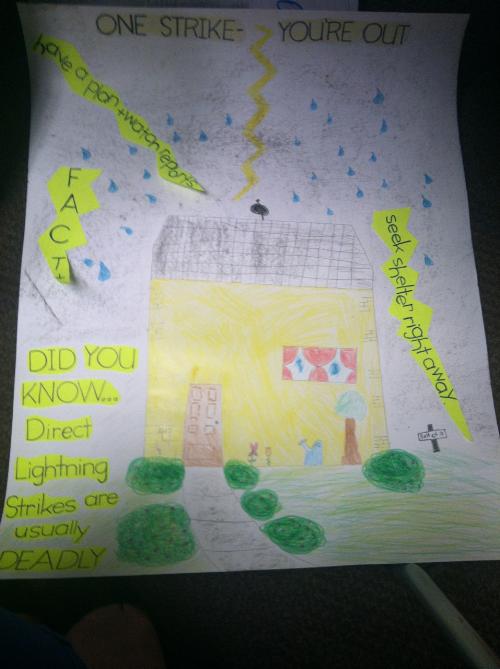 ONE STRIKE- YOU'RE OUT
have a plan + watch reports
FACT:
seek shelter right away
DID YOU
KNOW...
Direct
Lightning
Strikes are
usually
DEADLY